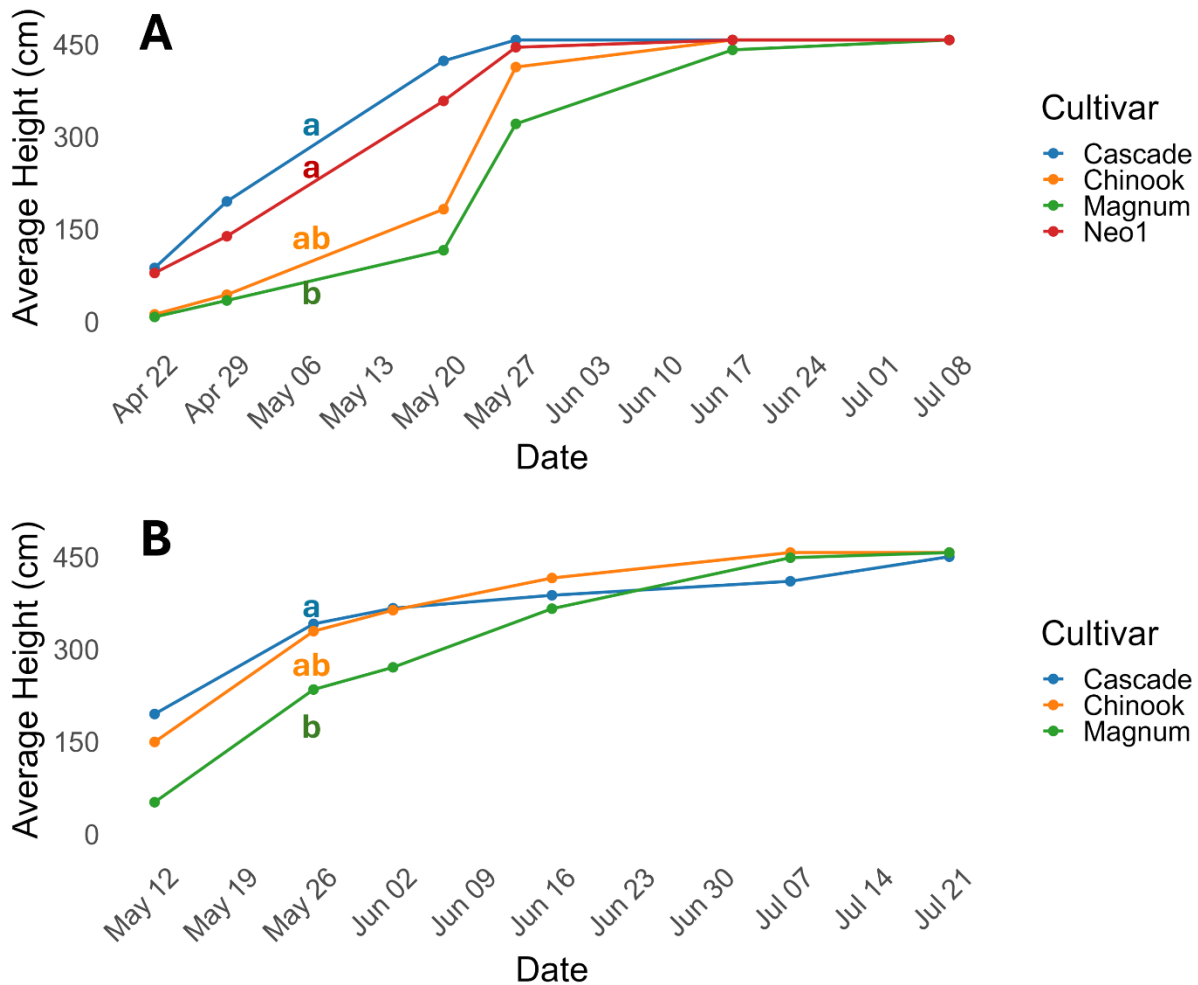 A
Average Height (cm)
450
300
150
0
a
a
ab
b
Apr 22
Apr 29
May 06
May 13
May 20
May 27
Jun 03
Jun 10
Jun 17
Jun 24
Jul 01
Jul 08
Date
Cultivar
Cascade
Chinook
Magnum
Neo1
B
Average Height (cm)
450
300
150
0
a
ab
b
May 12
May 19
May 26
Jun 02
Jun 09
Jun 16
Jun 23
Jun 30
Jul 07
Jul 14
Jul 21
Date
Cultivar
Cascade
Chinook
Magnum